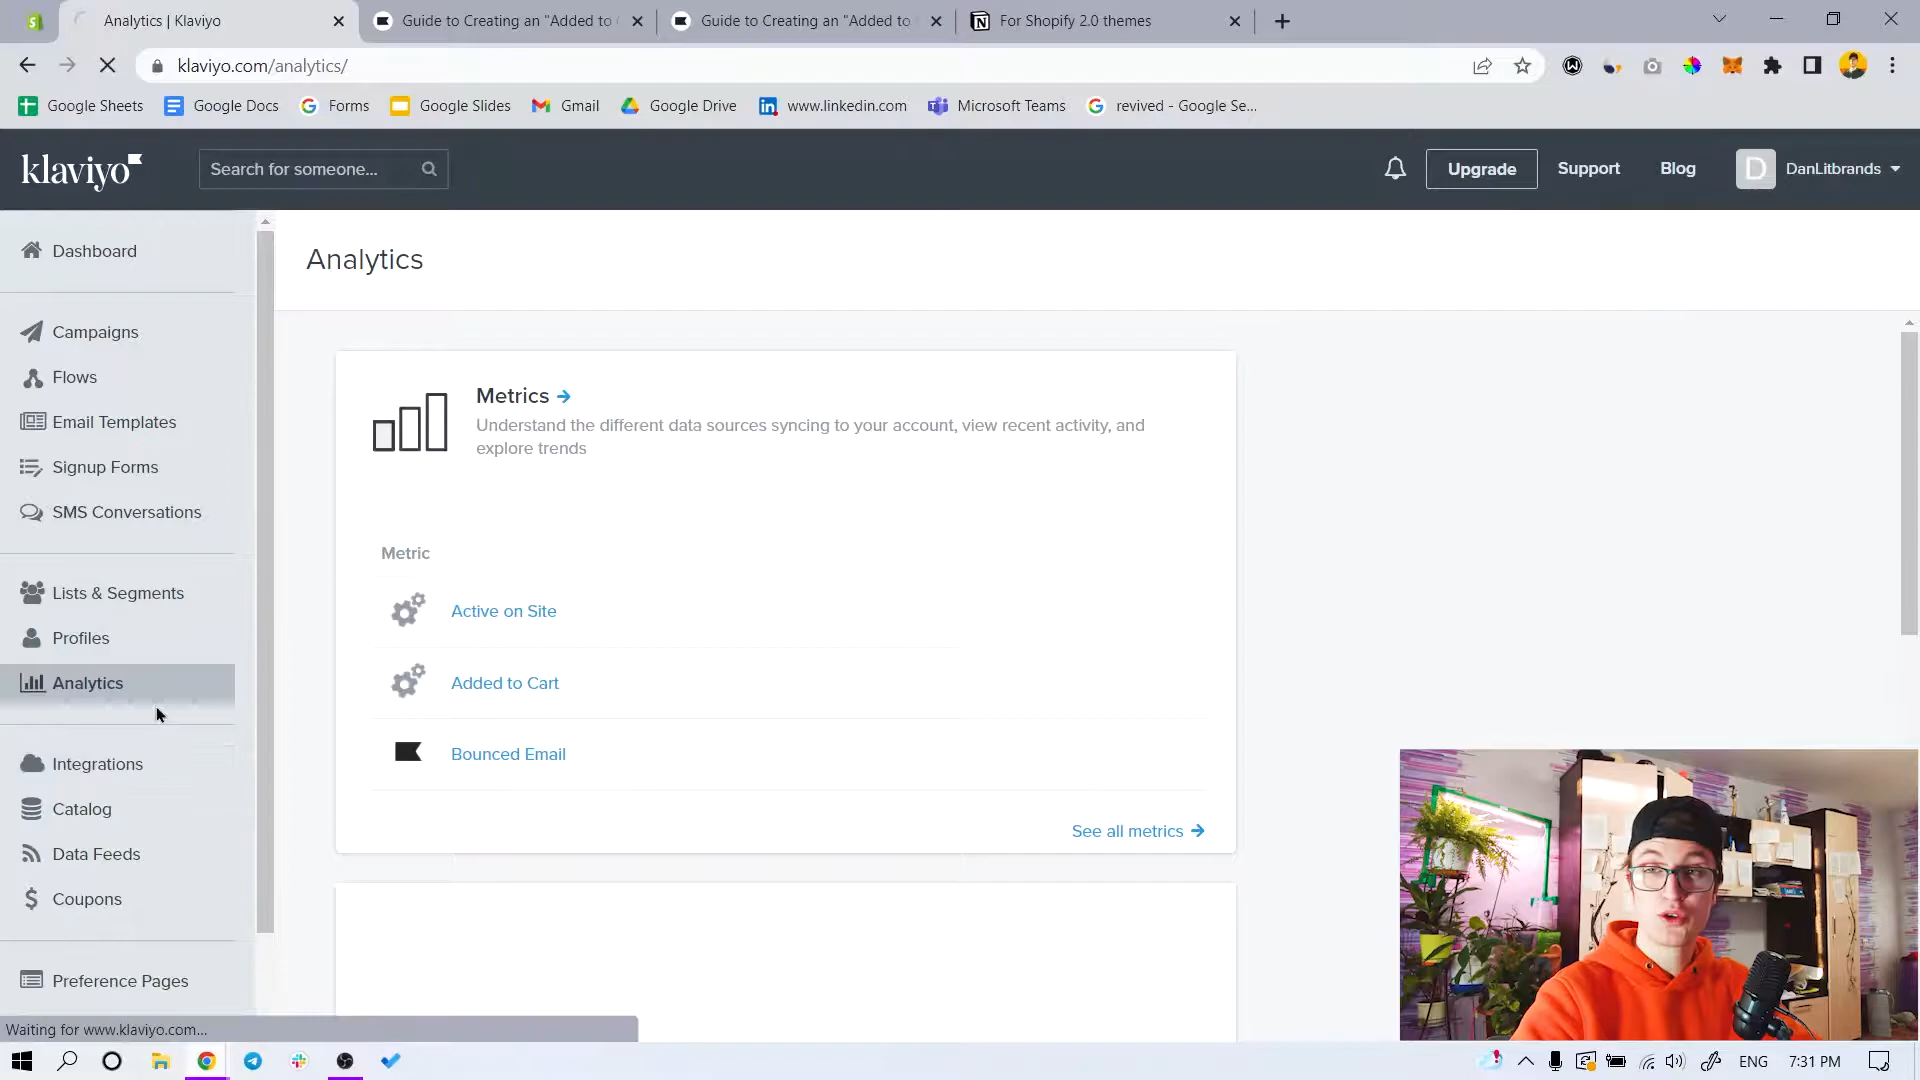 Analytics | Klaviyo
Guide to Creating an "Added to
Guide to Creating an "Added to
For Shopify 2.0 themes
klaviyo.com/analytics/
Google Sheets
Google Docs
Forms
Google Slides
Gmail
Google Drive
www.linkedin.com
Microsoft Teams
revived - Google Se...
klaviyo
Search for someone...
Upgrade
Support
Blog
D
DanLitbrands
Dashboard
Campaigns
Flows
Email Templates
Signup Forms
SMS Conversations
Lists & Segments
Profiles
Analytics
Integrations
Catalog
Data Feeds
Coupons
Preference Pages
Analytics
Metrics →
Understand the different data sources syncing to your account, view recent activity, and
explore trends
Metric
Active on Site
Added to Cart
Bounced Email
See all metrics →
Waiting for www.klaviyo.com...
ENG
7:31 PM